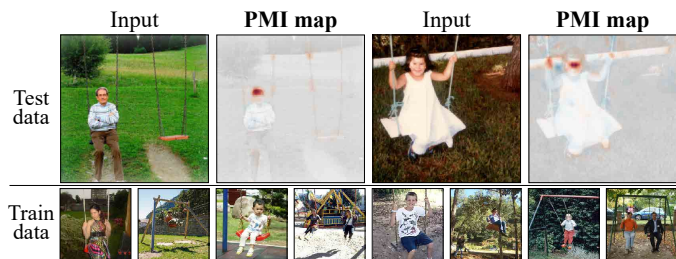 Input PMI map Input PMI map
Test
data
Train
data